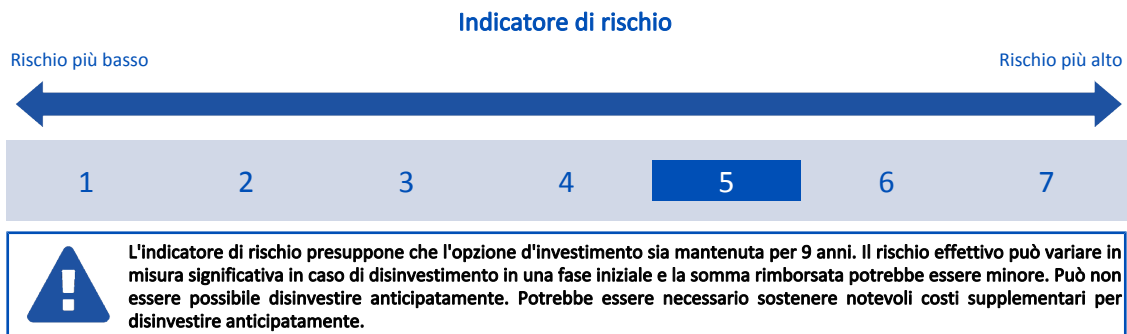 Indicatore di rischio
Rischio più basso
Rischio più alto
1 2 3 4 5 6 7
L'indicatore di rischio presuppone che l'opzione d'investimento sia mantenuta per 9 anni. Il rischio effettivo può variare in
misura significativa in caso di disinvestimento in una fase iniziale e la somma rimborsata potrebbe essere minore. Può non
essere possibile disinvestire anticipatamente. Potrebbe essere necessario sostenere notevoli costi supplementari per
disinvestire anticipatamente.